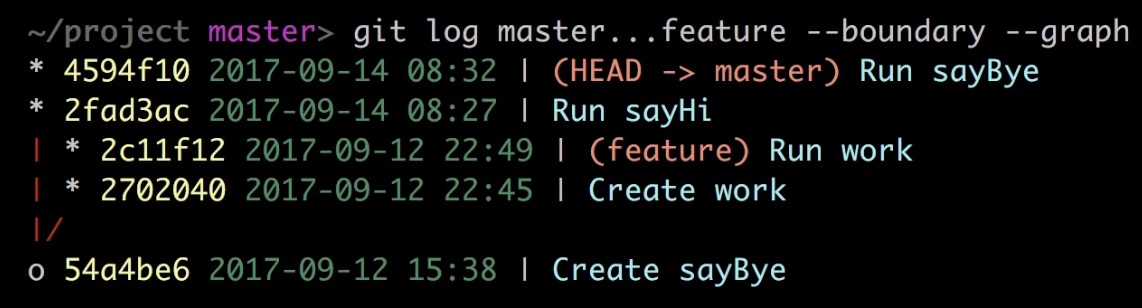 ~/project master> git log master...feature --boundary --graph
* 4594f10 2017-09-14 08:32 | (HEAD -> master) Run sayBye
* 2fad3ac 2017-09-14 08:27 | Run sayHi
| * 2c11f12 2017-09-12 22:49 | (feature) Run work
| * 2702040 2017-09-12 22:45 | Create work
|/
o 54a4be6 2017-09-12 15:38 | Create sayBye